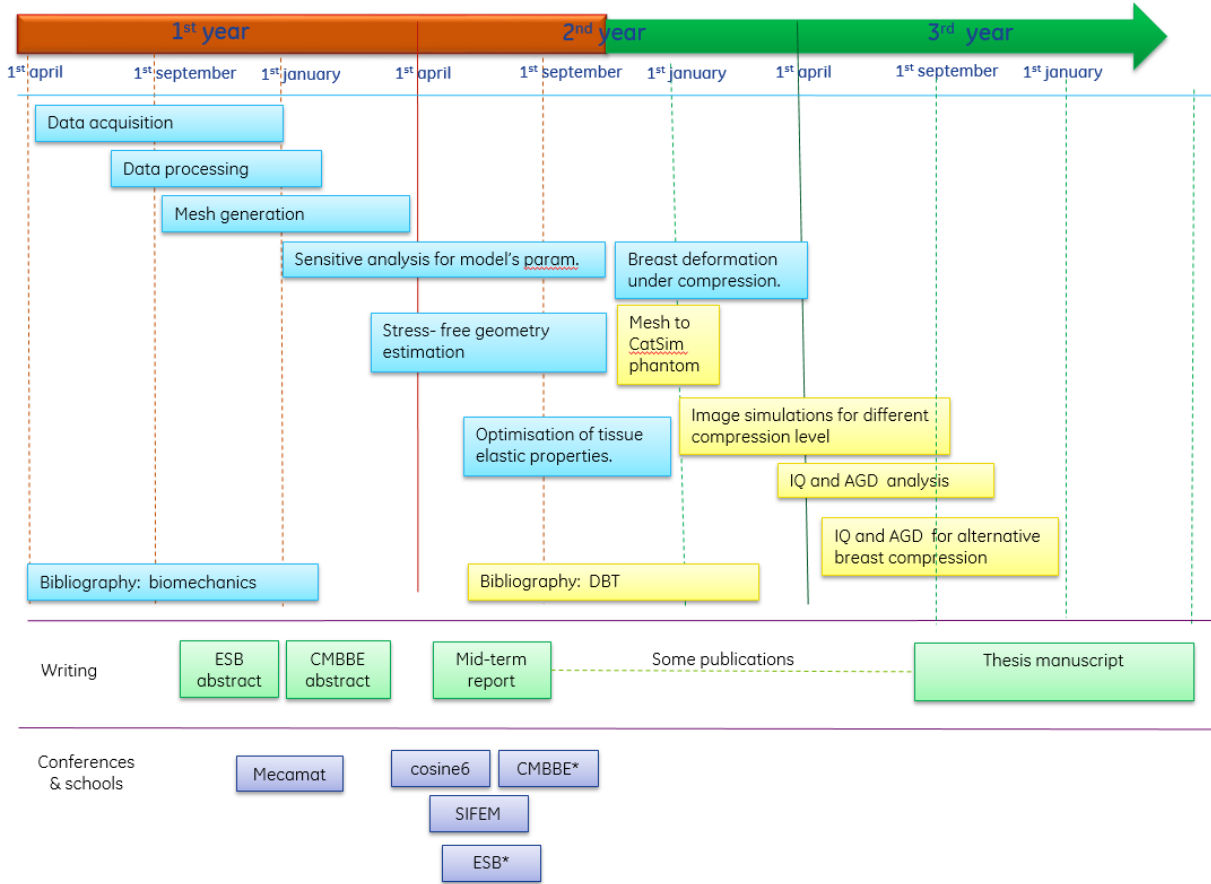 1st year 2nd year 3rd year
1st april 1st september 1st january 1st april 1st september 1st january 1st april 1st september 1st january
Data acquisition
Data processing
Mesh generation
Sensitive analysis for model's param.
Breast deformation
under compression.
Stress- free geometry
estimation
Mesh to
CatSim
phantom
Optimisation of tissue
elastic properties.
Image simulations for different
compression level
IQ and AGD analysis
IQ and AGD for alternative
breast compression
Bibliography: biomechanics
Bibliography: DBT
Writing
ESB
abstract
CMBBE
abstract
Mid-term
report
Some publications
Thesis manuscript
Conferences
& schools
Mecamat
cosine6
CMBBE*
SIFEM
ESB*